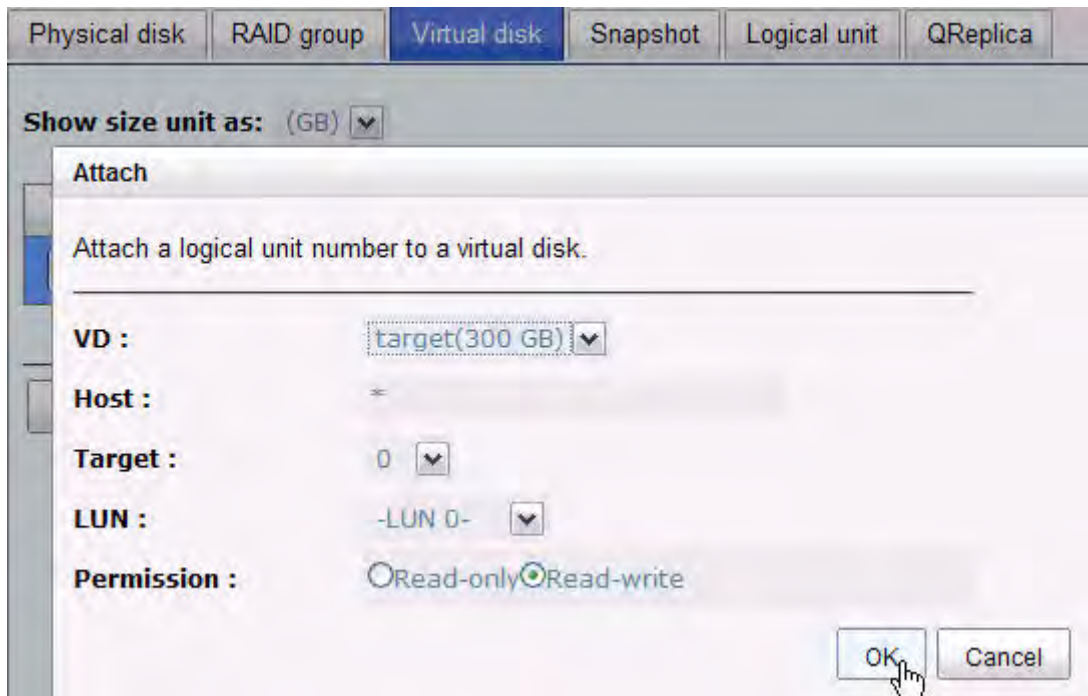 Physical disk RAID group Virtual disk Snapshot Logical unit QReplica
Show size unit as: (GB)
Attach
Attach a logical unit number to a virtual disk.
VD : target(300 GB)
Host : *
Target : 0
LUN : -LUN 0-
Permission : Read-only Read-write
OK Cancel